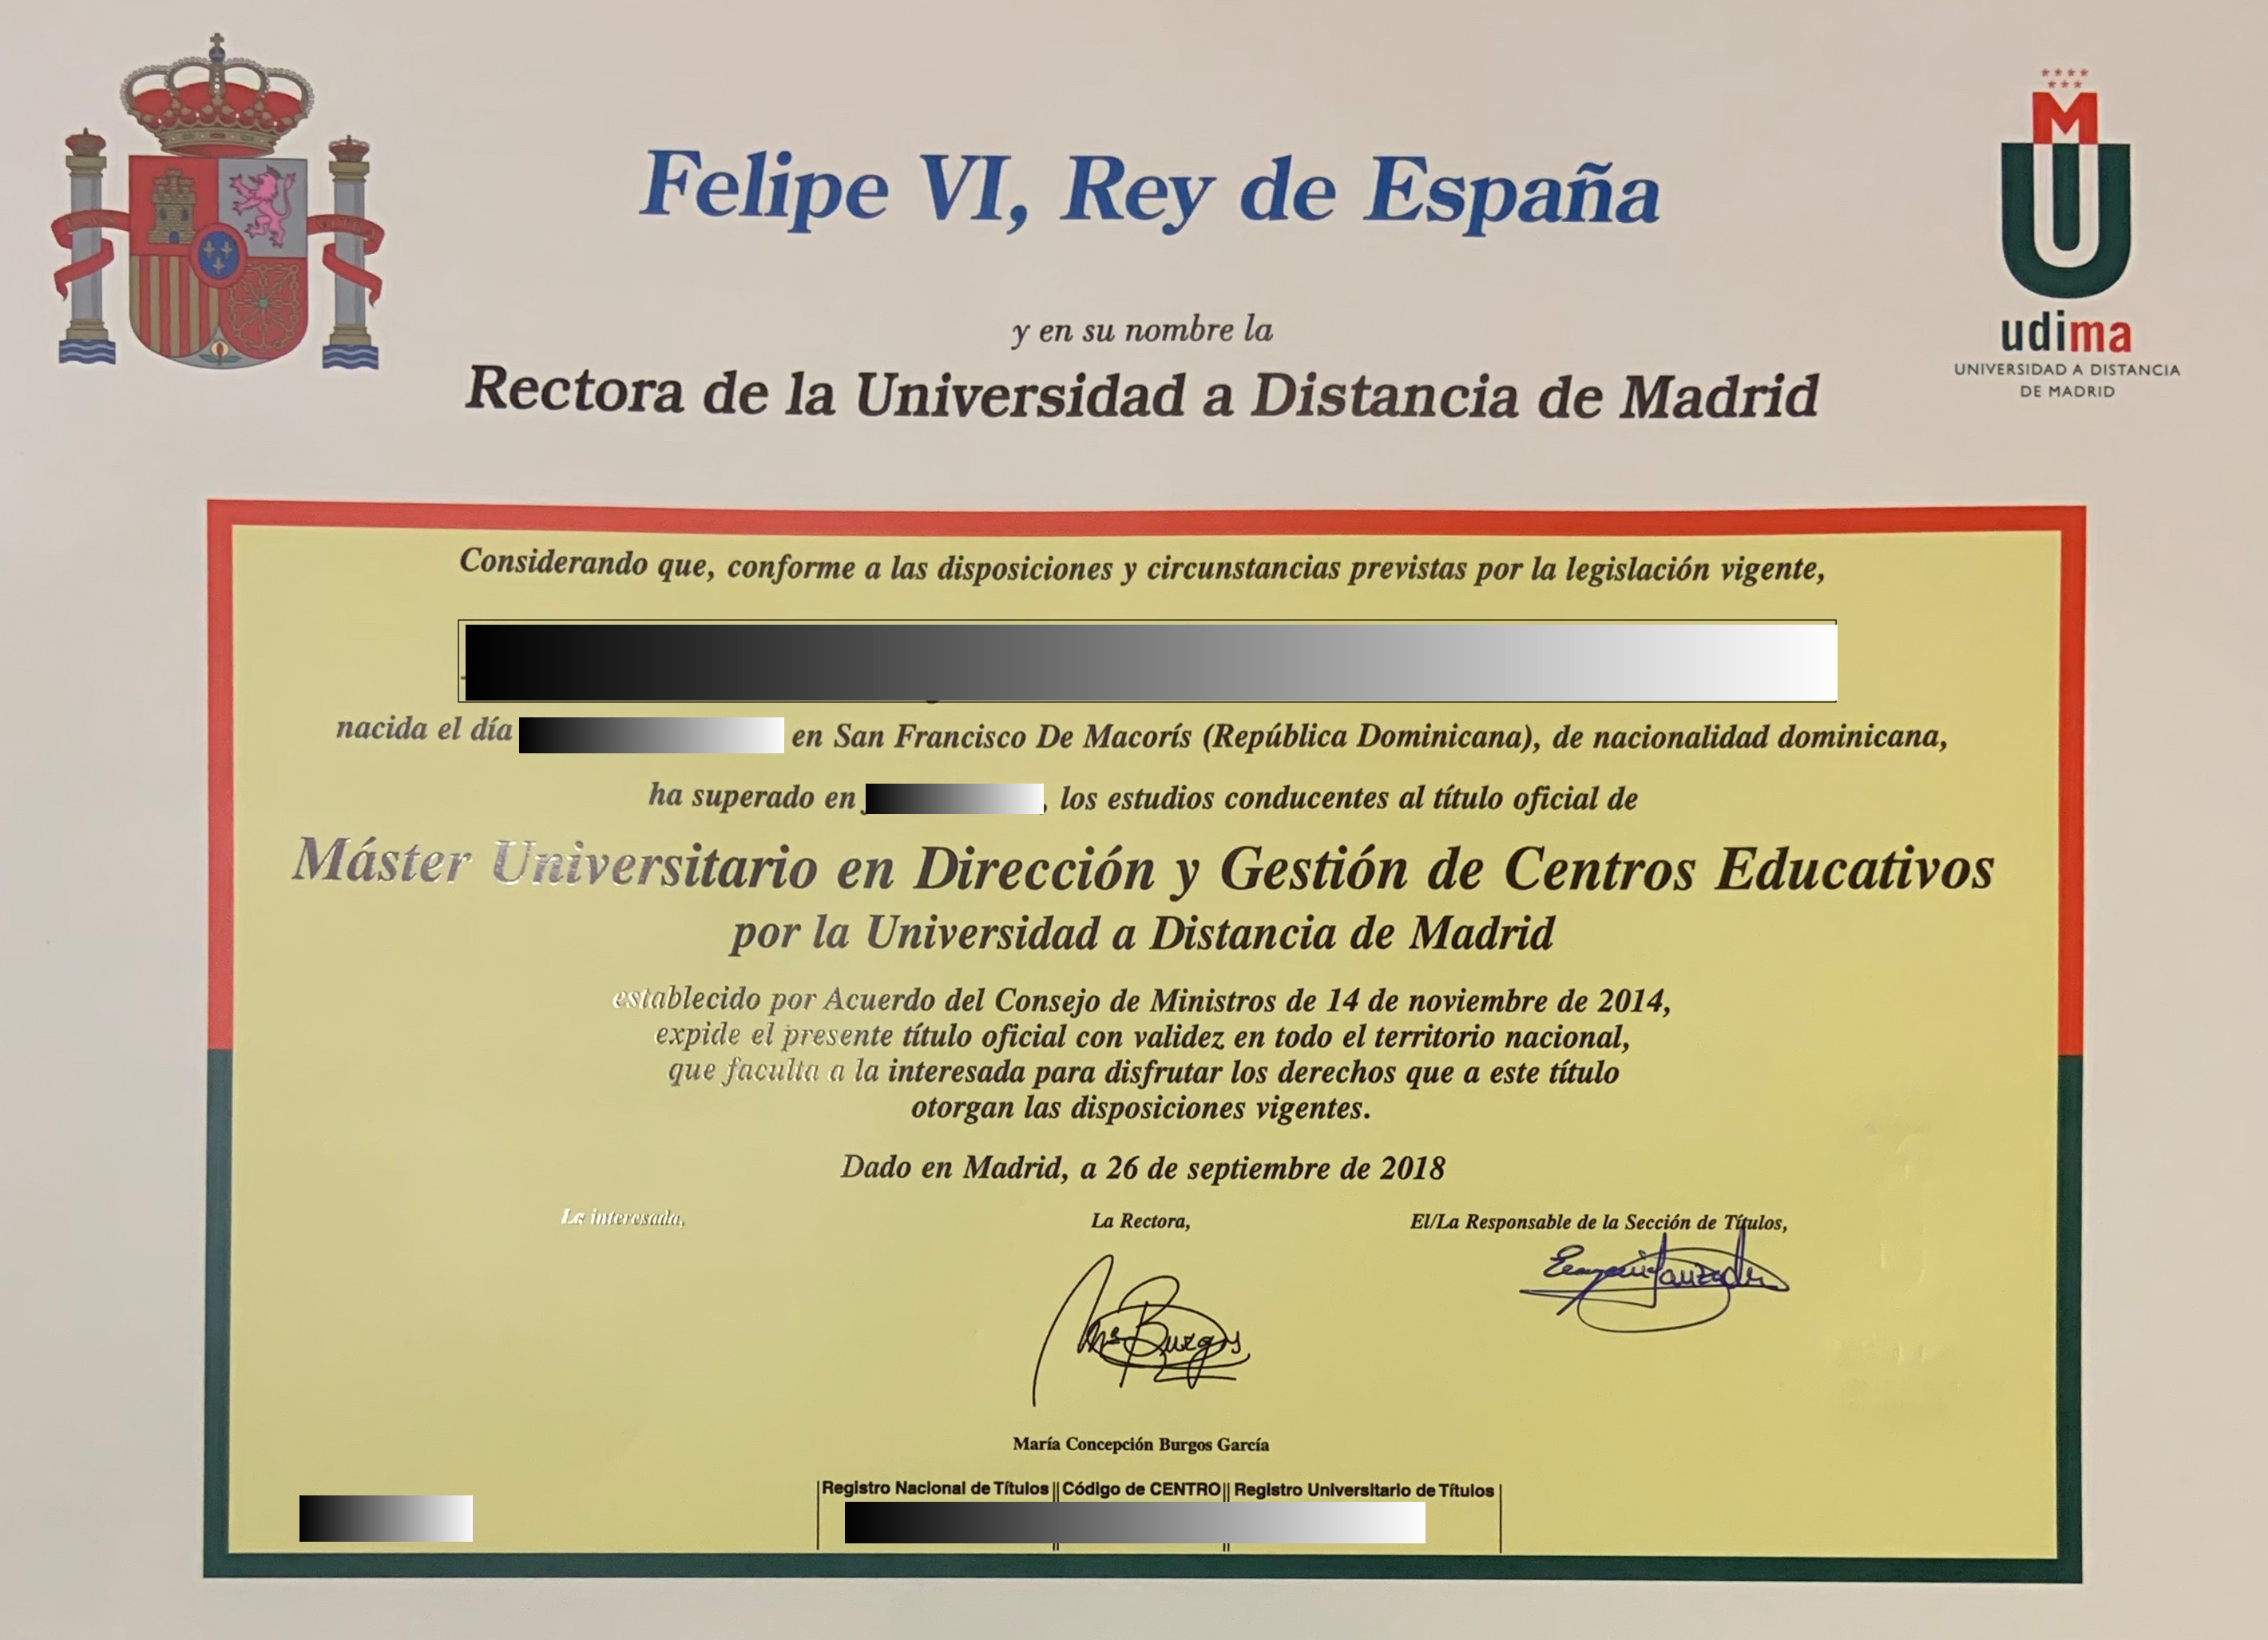 Felipe VI, Rey de España
M
U
udima
UNIVERSIDAD A DISTANCIA
DE MADRID
y en su nombre la
Rectora de la Universidad a Distancia de Madrid
Considerando que, conforme a las disposiciones y circunstancias previstas por la legislación vigente,
nacida el día en San Francisco De Macorís (República Dominicana), de nacionalidad dominicana,
ha superado en , los estudios conducentes al título oficial de
Máster Universitario en Dirección y Gestión de Centros Educativos
por la Universidad a Distancia de Madrid
establecido por Acuerdo del Consejo de Ministros de 14 de noviembre de 2014,
expide el presente título oficial con validez en todo el territorio nacional,
que faculta a la interesada para disfrutar los derechos que a este título
otorgan las disposiciones vigentes.
Dado en Madrid, a 26 de septiembre de 2018
La interesada,
La Rectora,
El/La Responsable de la Sección de Títulos,
Mª Burgos
María Concepción Burgos García
Registro Nacional de Títulos Código de CENTRO Registro Universitario de Títulos